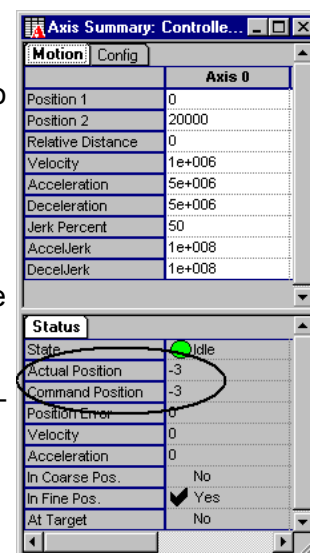 Axis Summary: Controlle...
Motion Config
Axis 0
Position 1 0
Position 2 20000
Relative Distance 0
Velocity 1e+006
Acceleration 5e+006
Deceleration 5e+006
Jerk Percent 50
AccelJerk 1e+008
DecelJerk 1e+008
Status
State Idle
Actual Position -3
Command Position -3
Position Error 0
Velocity 0
Acceleration 0
In Coarse Pos. No
In Fine Pos. Yes
At Target No